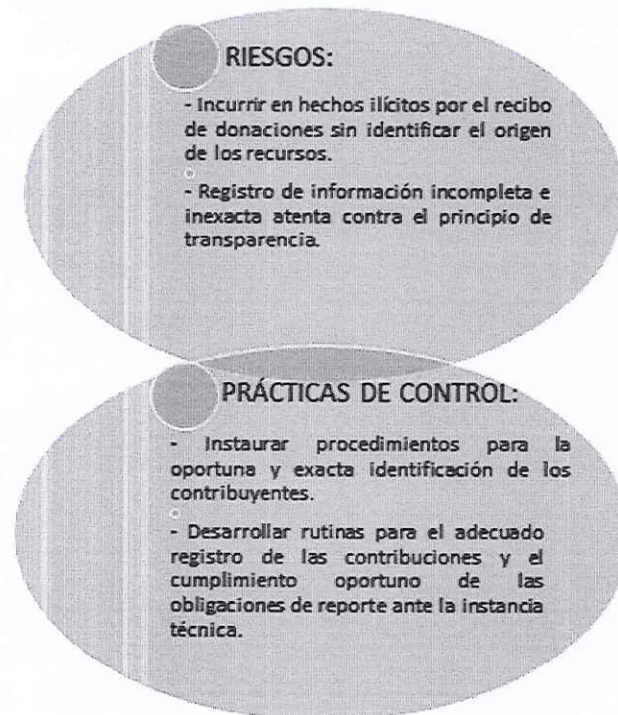 RIESGOS:
- Incurrir en hechos ilícitos por el recibo
de donaciones sin identificar el origen
de los recursos.
- Registro de información incompleta e
inexacta atenta contra el principio de
transparencia.
PRÁCTICAS DE CONTROL:
- Instaurar procedimientos para la
oportuna y exacta identificación de los
contribuyentes.
- Desarrollar rutinas para el adecuado
registro de las contribuciones y el
cumplimiento oportuno de las
obligaciones de reporte ante la instancia
técnica.